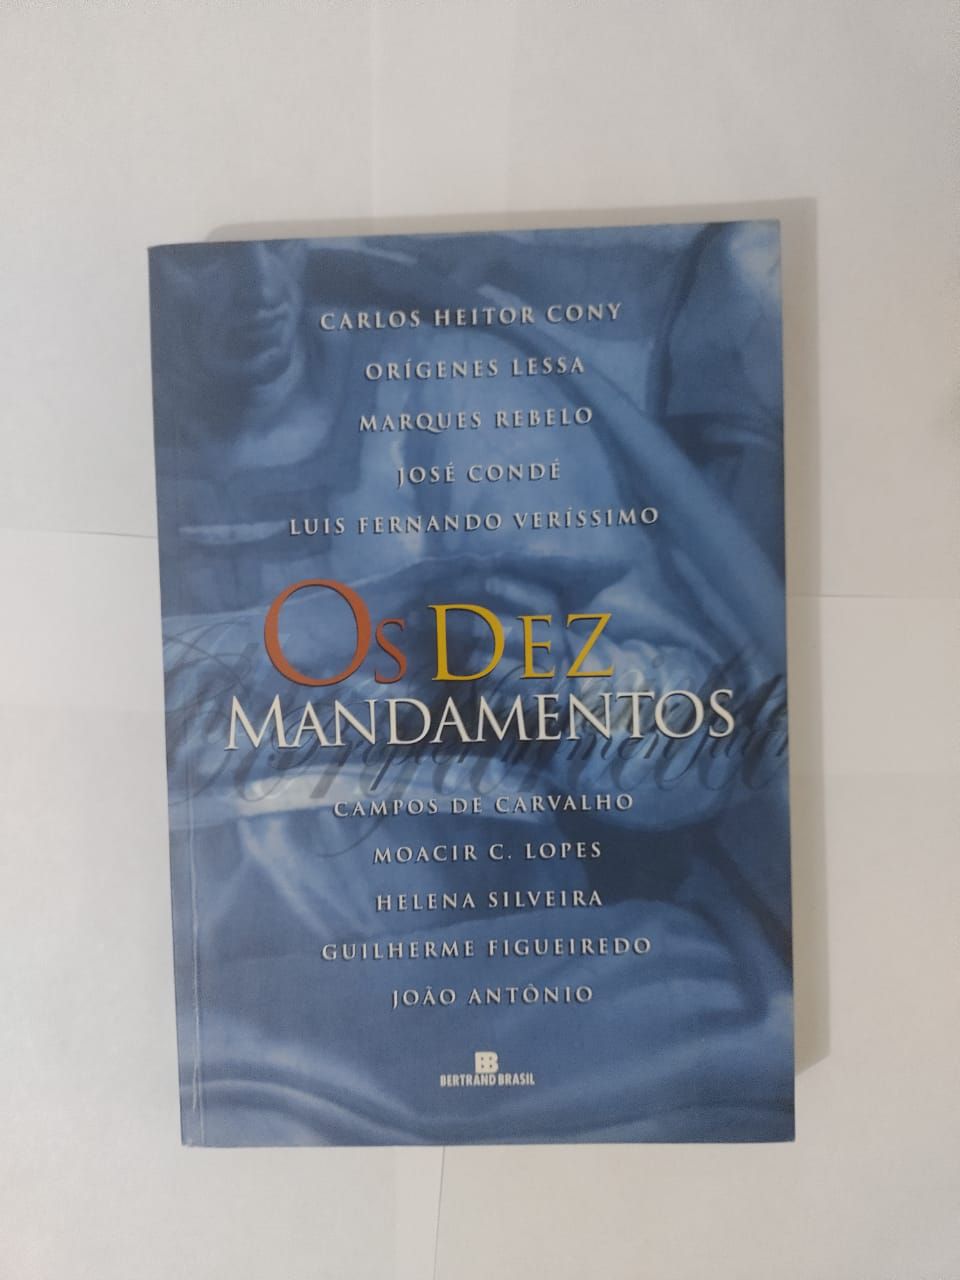 CARLOS HEITOR CONY
ORÍGENES LESSA
MARQUES REBELO
JOSÉ CONDÉ
LUIS FERNANDO VERÍSSIMO
OS DEZ
MANDAMENTOS
CAMPOS DE CARVALHO
MOACIR C. LOPES
HELENA SILVEIRA
GUILHERME FIGUEIREDO
JOÃO ANTÔNIO
BERTRAND BRASIL